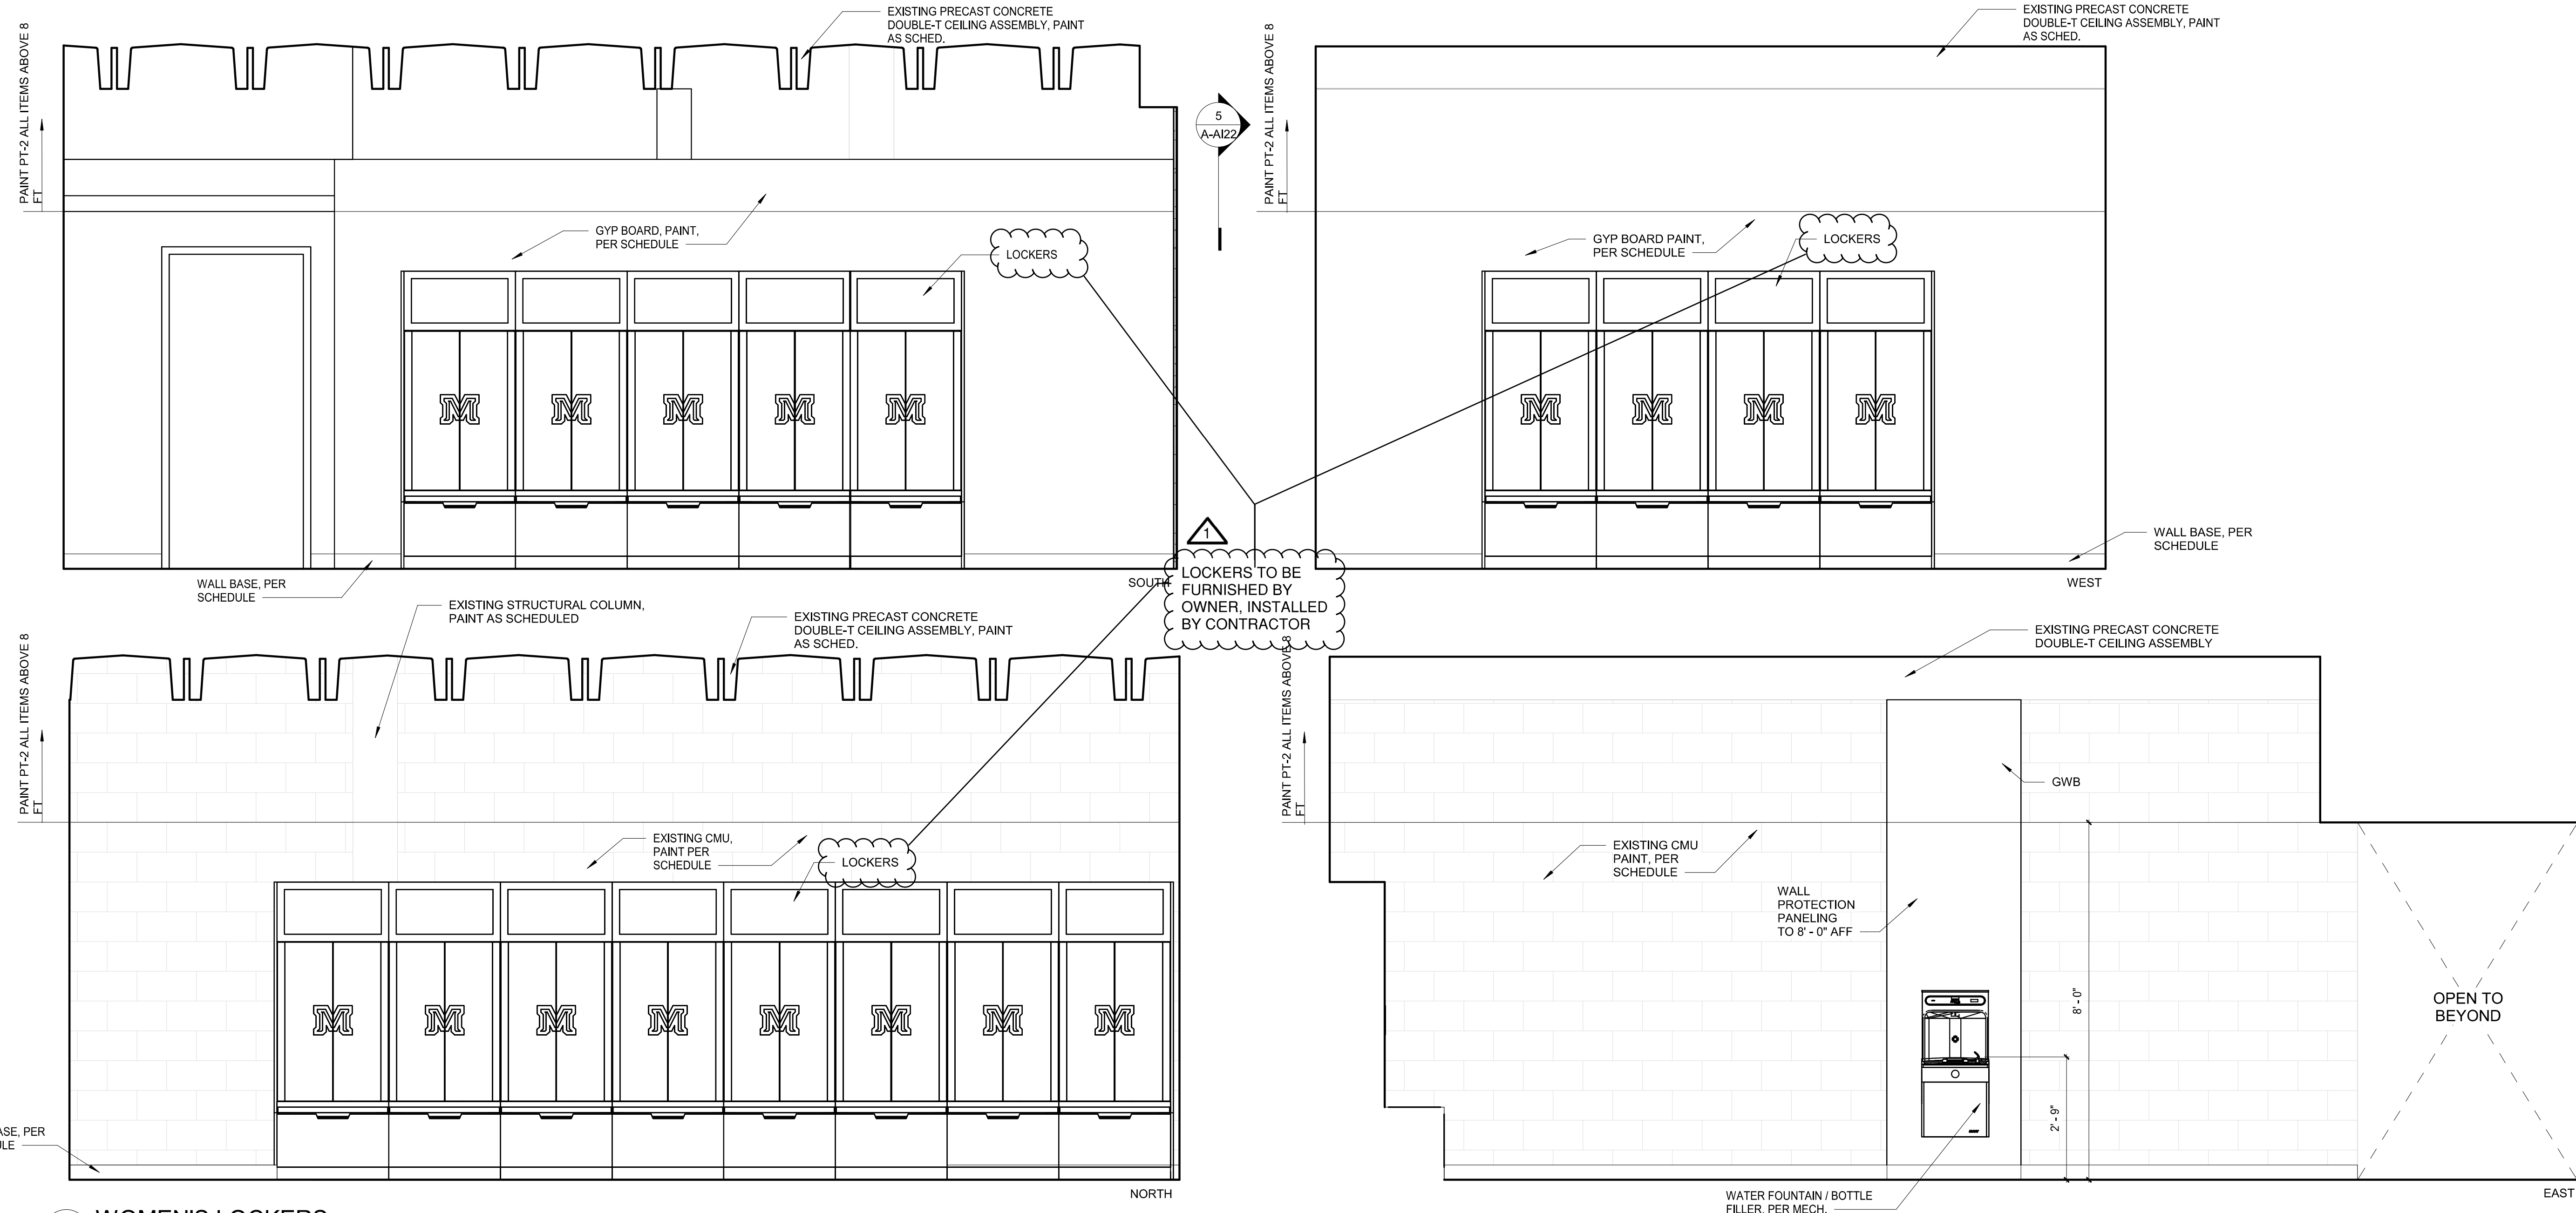 EXISTING PRECAST CONCRETE
DOUBLE-T CEILING ASSEMBLY, PAINT
AS SCHED.
PAINT PT-2 ALL ITEMS ABOVE 8
FT
GYP BOARD, PAINT,
PER SCHEDULE
LOCKERS
M
M
M
M
M
WALL BASE, PER
SCHEDULE
SOUTH
5
A-AI22
EXISTING PRECAST CONCRETE
DOUBLE-T CEILING ASSEMBLY, PAINT
AS SCHED.
PAINT PT-2 ALL ITEMS ABOVE 8
FT
GYP BOARD PAINT,
PER SCHEDULE
LOCKERS
M
M
M
M
WALL BASE, PER
SCHEDULE
WEST
1
LOCKERS TO BE
FURNISHED BY
OWNER, INSTALLED
BY CONTRACTOR
EXISTING STRUCTURAL COLUMN,
PAINT AS SCHEDULED
EXISTING PRECAST CONCRETE
DOUBLE-T CEILING ASSEMBLY, PAINT
AS SCHED.
PAINT PT-2 ALL ITEMS ABOVE 8
FT
EXISTING CMU,
PAINT PER
SCHEDULE
LOCKERS
M
M
M
M
M
M
M
M
PER
NORTH
EXISTING PRECAST CONCRETE
DOUBLE-T CEILING ASSEMBLY
PAINT PT-2 ALL ITEMS ABOVE 8
FT
GWB
EXISTING CMU
PAINT, PER
SCHEDULE
WALL
PROTECTION
PANELING
TO 8' - 0" AFF
8' - 0"
2' - 9"
OPEN TO
BEYOND
WATER FOUNTAIN / BOTTLE
FILLER, PER MECH.
EAST
WOMEN'S LOCKERS